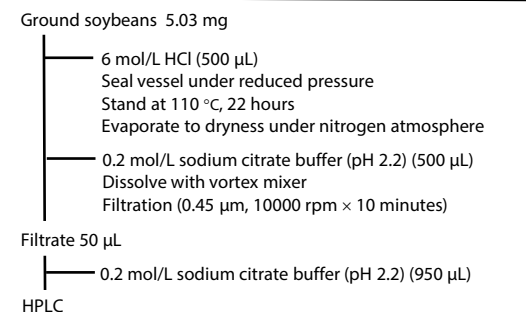 Ground soybeans 5.03 mg
6 mol/L HCl (500 µL)
Seal vessel under reduced pressure
Stand at 110 °C, 22 hours
Evaporate to dryness under nitrogen atmosphere
0.2 mol/L sodium citrate buffer (pH 2.2) (500 µL)
Dissolve with vortex mixer
Filtration (0.45 µm, 10000 rpm × 10 minutes)
Filtrate 50 µL
0.2 mol/L sodium citrate buffer (pH 2.2) (950 µL)
HPLC